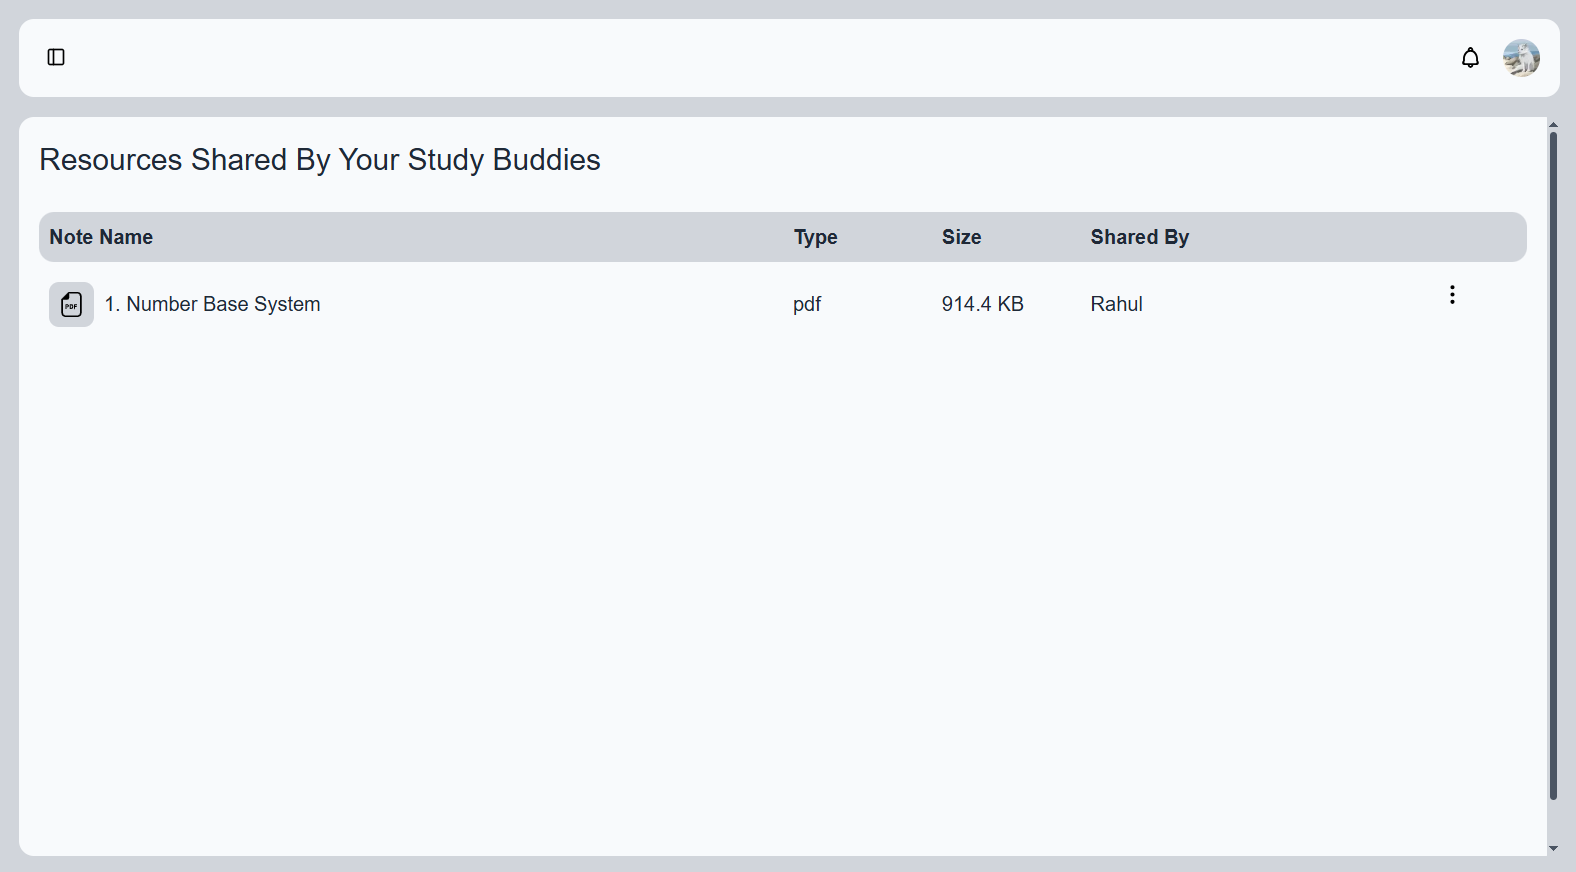 Resources Shared By Your Study Buddies
Note Name Type Size Shared By
PDF 1. Number Base System pdf 914.4 KB Rahul